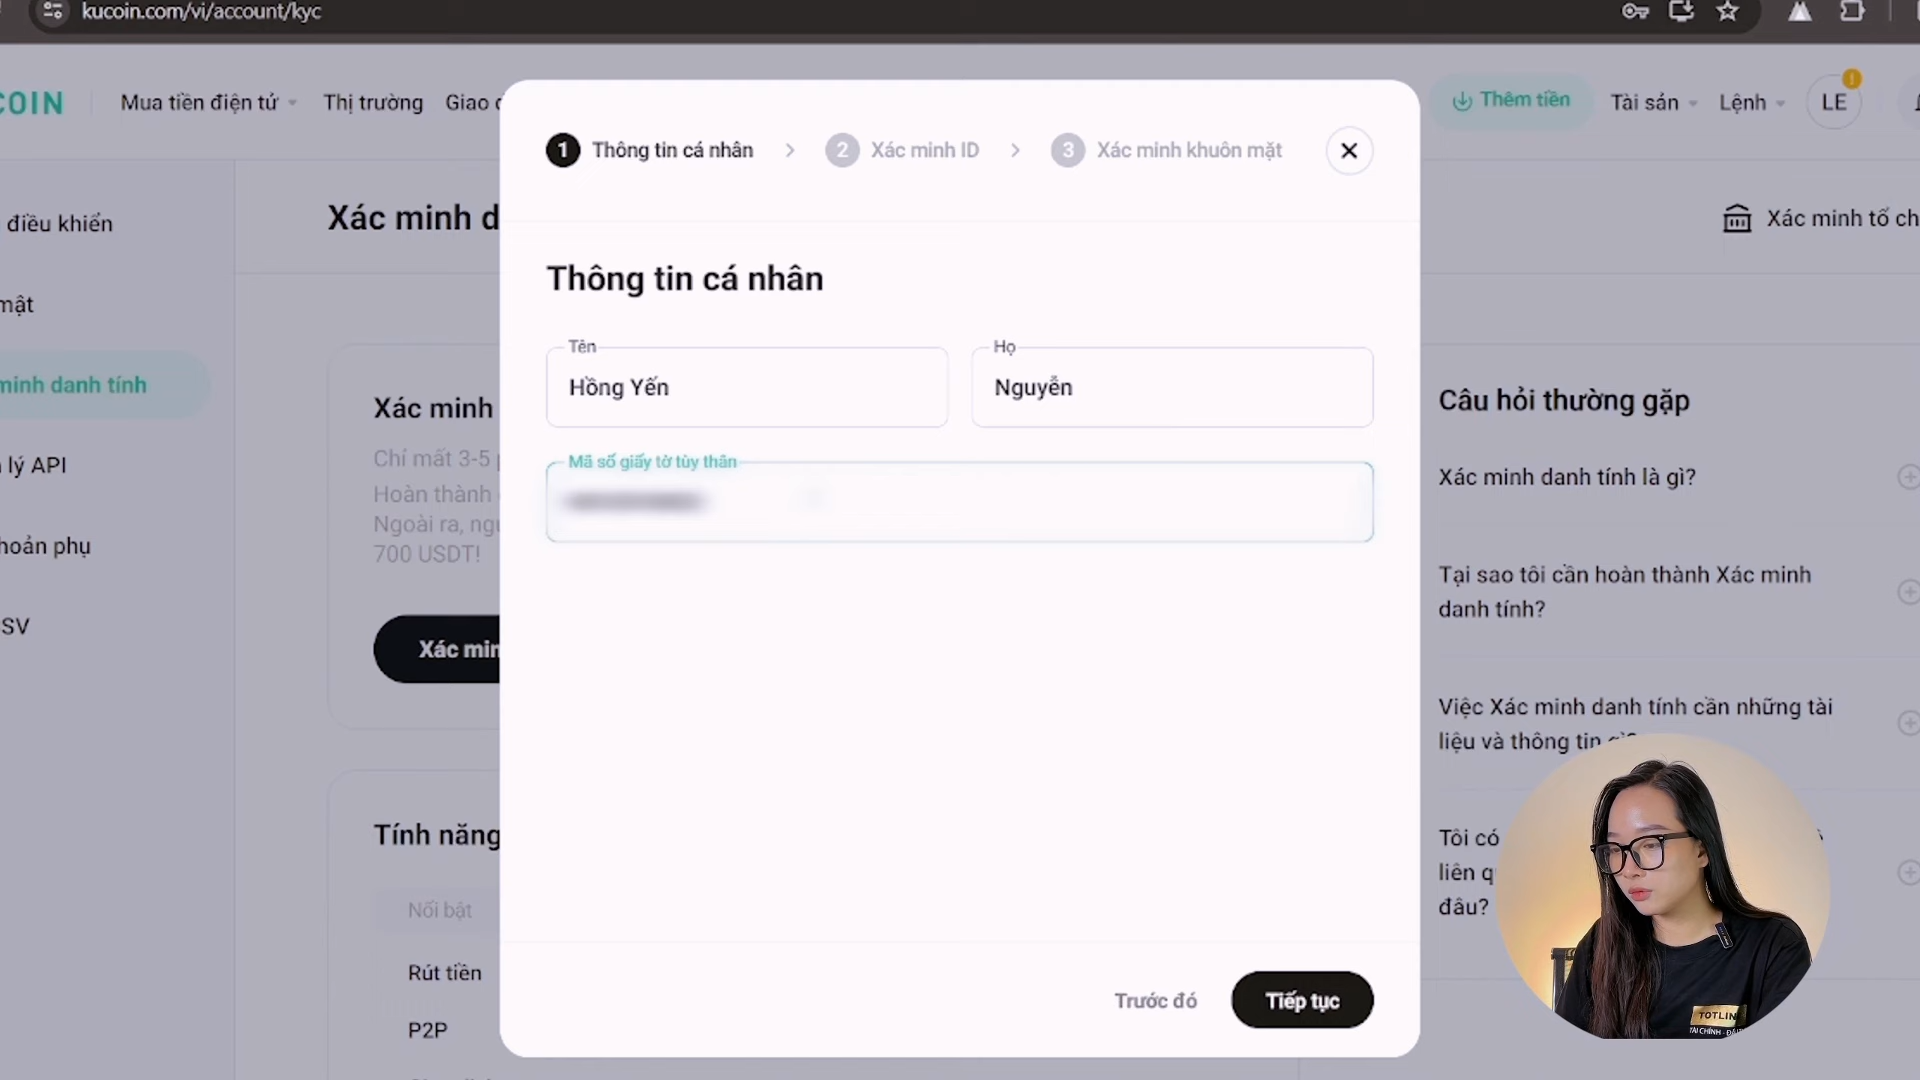 kucoin.com/vi/account/kyc
COIN
Mua tiền điện tử
Thị trường
Giao
Thêm tiền
Tài sản
Lệnh
LE
điều khiển
mật
minh danh tính
lý API
hoản phụ
SV
Xác minh d
Xác minh tổ ch
Xác minh
Chỉ mất 3-5
Hoàn thành
Ngoài ra, ngu
700 USDT!
Xác min
Tính năng
Nổi bật
Rút tiền
P2P
1 Thông tin cá nhân
2 Xác minh ID
3 Xác minh khuôn mặt
Thông tin cá nhân
Tên
Hồng Yến
Họ
Nguyễn
Mã số giấy tờ tùy thân
Trước đó
Tiếp tục
Câu hỏi thường gặp
Xác minh danh tính là gì?
Tại sao tôi cần hoàn thành Xác minh
danh tính?
Việc Xác minh danh tính cần những tài
liệu và thông tin gì?
Tôi có
liên q
đâu?
TOTLIN
TÀI CHÍNH - ĐẦU